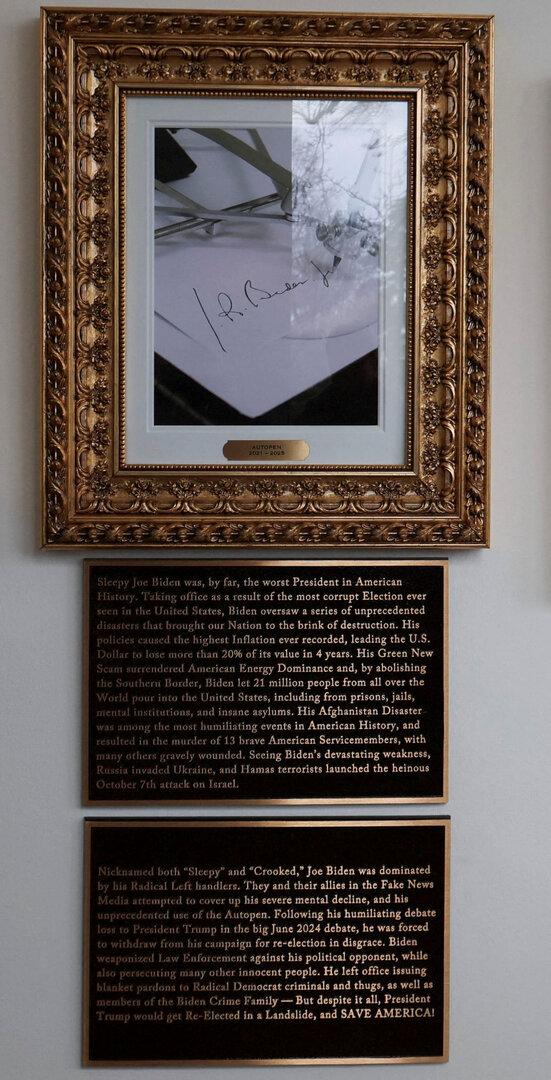 J. R. Biden Jr
AUTOPEN
2021 – 2025
Sleepy Joe Biden was, by far, the worst President in American
History. Taking office as a result of the most corrupt Election ever
seen in the United States, Biden oversaw a series of unprecedented
disasters that brought our Nation to the brink of destruction. His
policies caused the highest Inflation ever recorded, leading the U.S.
Dollar to lose more than 20% of its value in 4 years. His Green New
Scam surrendered American Energy Dominance and, by abolishing
the Southern Border, Biden let 21 million people from all over the
World pour into the United States, including from prisons, jails,
mental institutions, and insane asylums. His Afghanistan Disaster
was among the most humiliating events in American History, and
resulted in the murder of 13 brave American Servicemembers, with
many others gravely wounded. Seeing Biden's devastating weakness,
Russia invaded Ukraine, and Hamas terrorists launched the heinous
October 7th attack on Israel.
Nicknamed both “Sleepy” and “Crooked,” Joe Biden was dominated
by his Radical Left handlers. They and their allies in the Fake News
Media attempted to cover up his severe mental decline, and his
unprecedented use of the Autopen. Following his humiliating debate
loss to President Trump in the big June 2024 debate, he was forced
to withdraw from his campaign for re-election in disgrace. Biden
weaponized Law Enforcement against his political opponent, while
also persecuting many other innocent people. He left office issuing
blanket pardons to Radical Democrat criminals and thugs, as well as
members of the Biden Crime Family — But despite it all, President
Trump would get Re-Elected in a Landslide, and SAVE AMERICA!